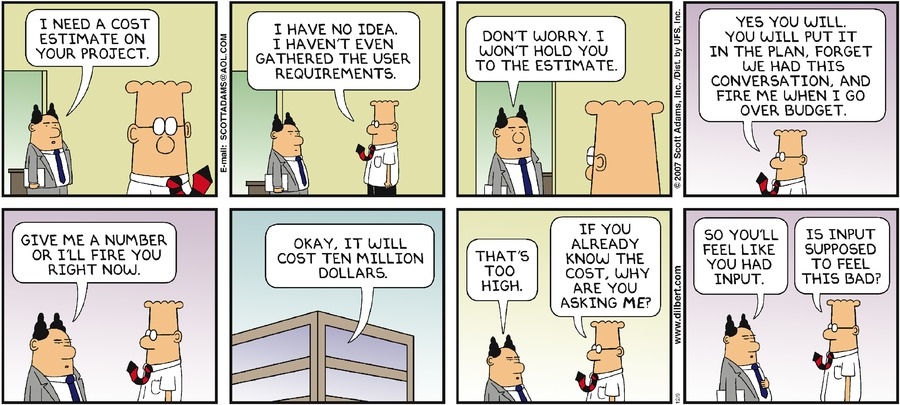 I NEED A COST
ESTIMATE ON
YOUR PROJECT.
E-mail: SCOTTADAMS@AOL.COM
I HAVE NO IDEA.
I HAVEN'T EVEN
GATHERED THE USER
REQUIREMENTS.
DON'T WORRY. I
WON'T HOLD YOU
TO THE ESTIMATE.
© 2007 Scott Adams, Inc./Dist. by UFS, Inc.
YES YOU WILL.
YOU WILL PUT IT
IN THE PLAN, FORGET
WE HAD THIS
CONVERSATION, AND
FIRE ME WHEN I GO
OVER BUDGET.
GIVE ME A NUMBER
OR I'LL FIRE YOU
RIGHT NOW.
OKAY, IT WILL
COST TEN MILLION
DOLLARS.
THAT'S
TOO
HIGH.
IF YOU
ALREADY
KNOW THE
COST, WHY
ARE YOU
ASKING ME?
www.dilbert.com
SO YOU'LL
FEEL LIKE
YOU HAD
INPUT.
IS INPUT
SUPPOSED
TO FEEL
THIS BAD?